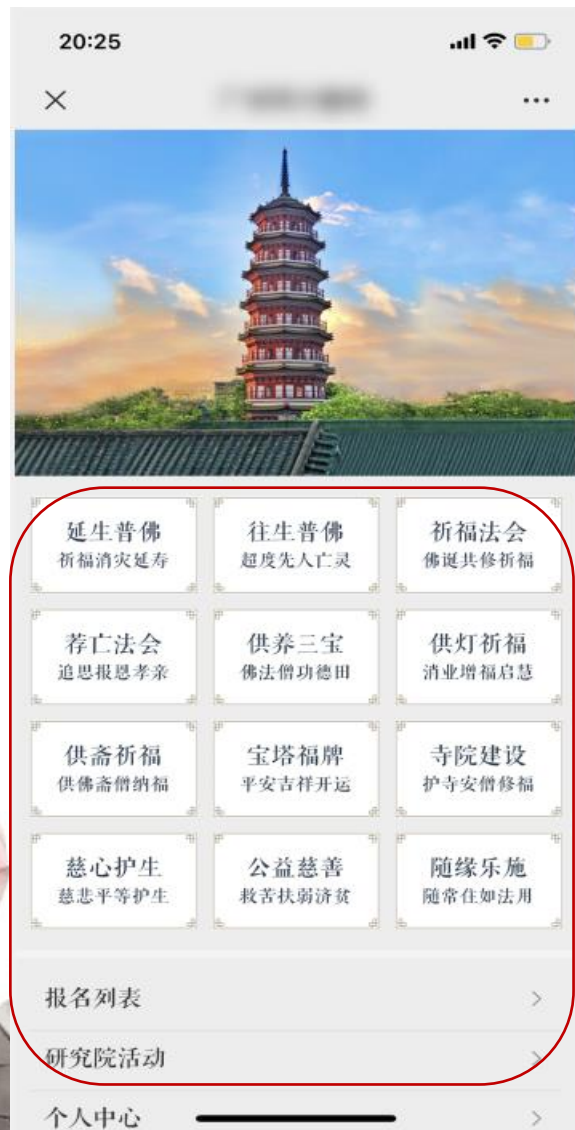 20:25
延生普佛
祈福消灾延寿
往生普佛
超度先人亡灵
祈福法会
佛诞共修祈福
荐亡法会
追思报恩孝亲
供养三宝
佛法僧功德田
供灯祈福
消业增福启慧
供斋祈福
供佛斋僧纳福
宝塔福牌
平安吉祥开运
寺院建设
护寺安僧修福
慈心护生
慈悲平等护生
公益慈善
救苦扶弱济贫
随缘乐施
随常住如法用
报名列表
研究院活动
个人中心